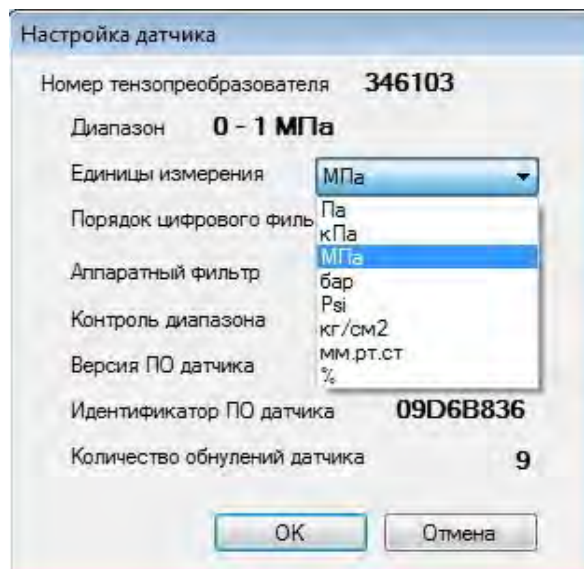 Настройка датчика
Номер тензопреобразователя 346103
Диапазон 0 - 1 МПа
Единицы измерения МПа
Порядок цифрового филь
Па
кПа
МПа
Аппаратный фильтр
бар
Psi
Контроль диапазона
кг/см2
мм.рт.ст
Версия ПО датчика
%
Идентификатор ПО датчика 09D6B836
Количество обнулений датчика 9
OK Отмена